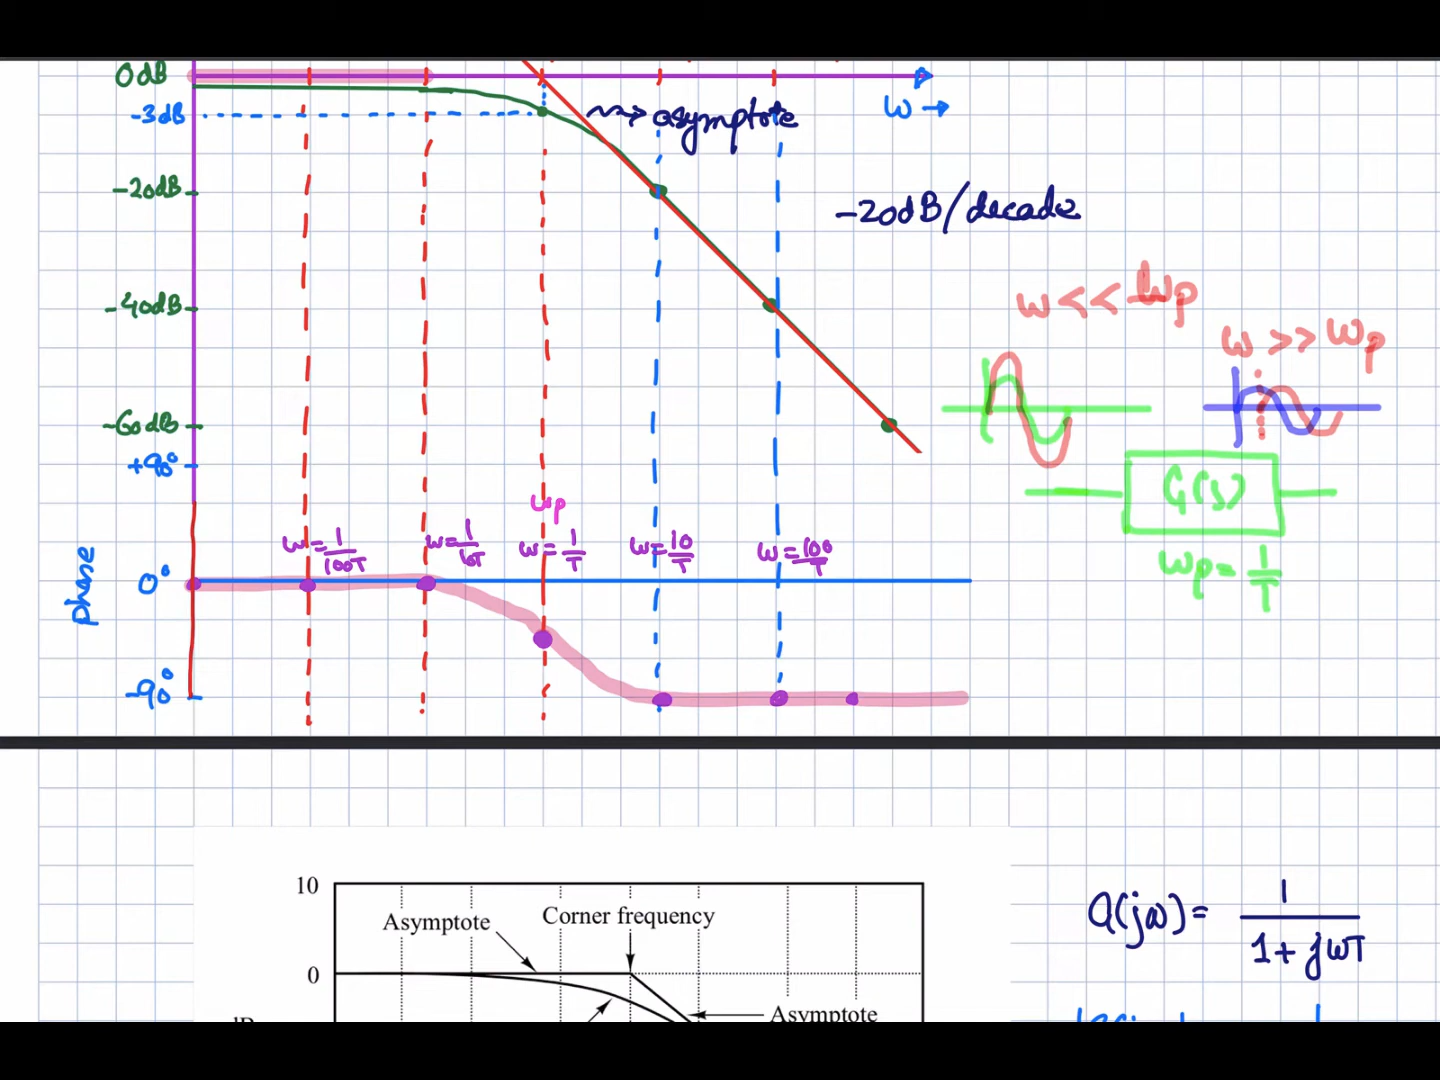 0dB
-3dB
ω →
~→ asymptote
-20dB
-20dB/decade
-40dB
ω << ωp
ω >> ωp
-60dB
+90°
G(s)
ωp
ω=1/100T
ω=1/10T
ω=1/T
ω=10/T
ω=100/T
ωp = 1/T
phase
0°
-90°
10
Asymptote
Corner frequency
G(jω) = 1/(1+jωT)
0
Asymptote